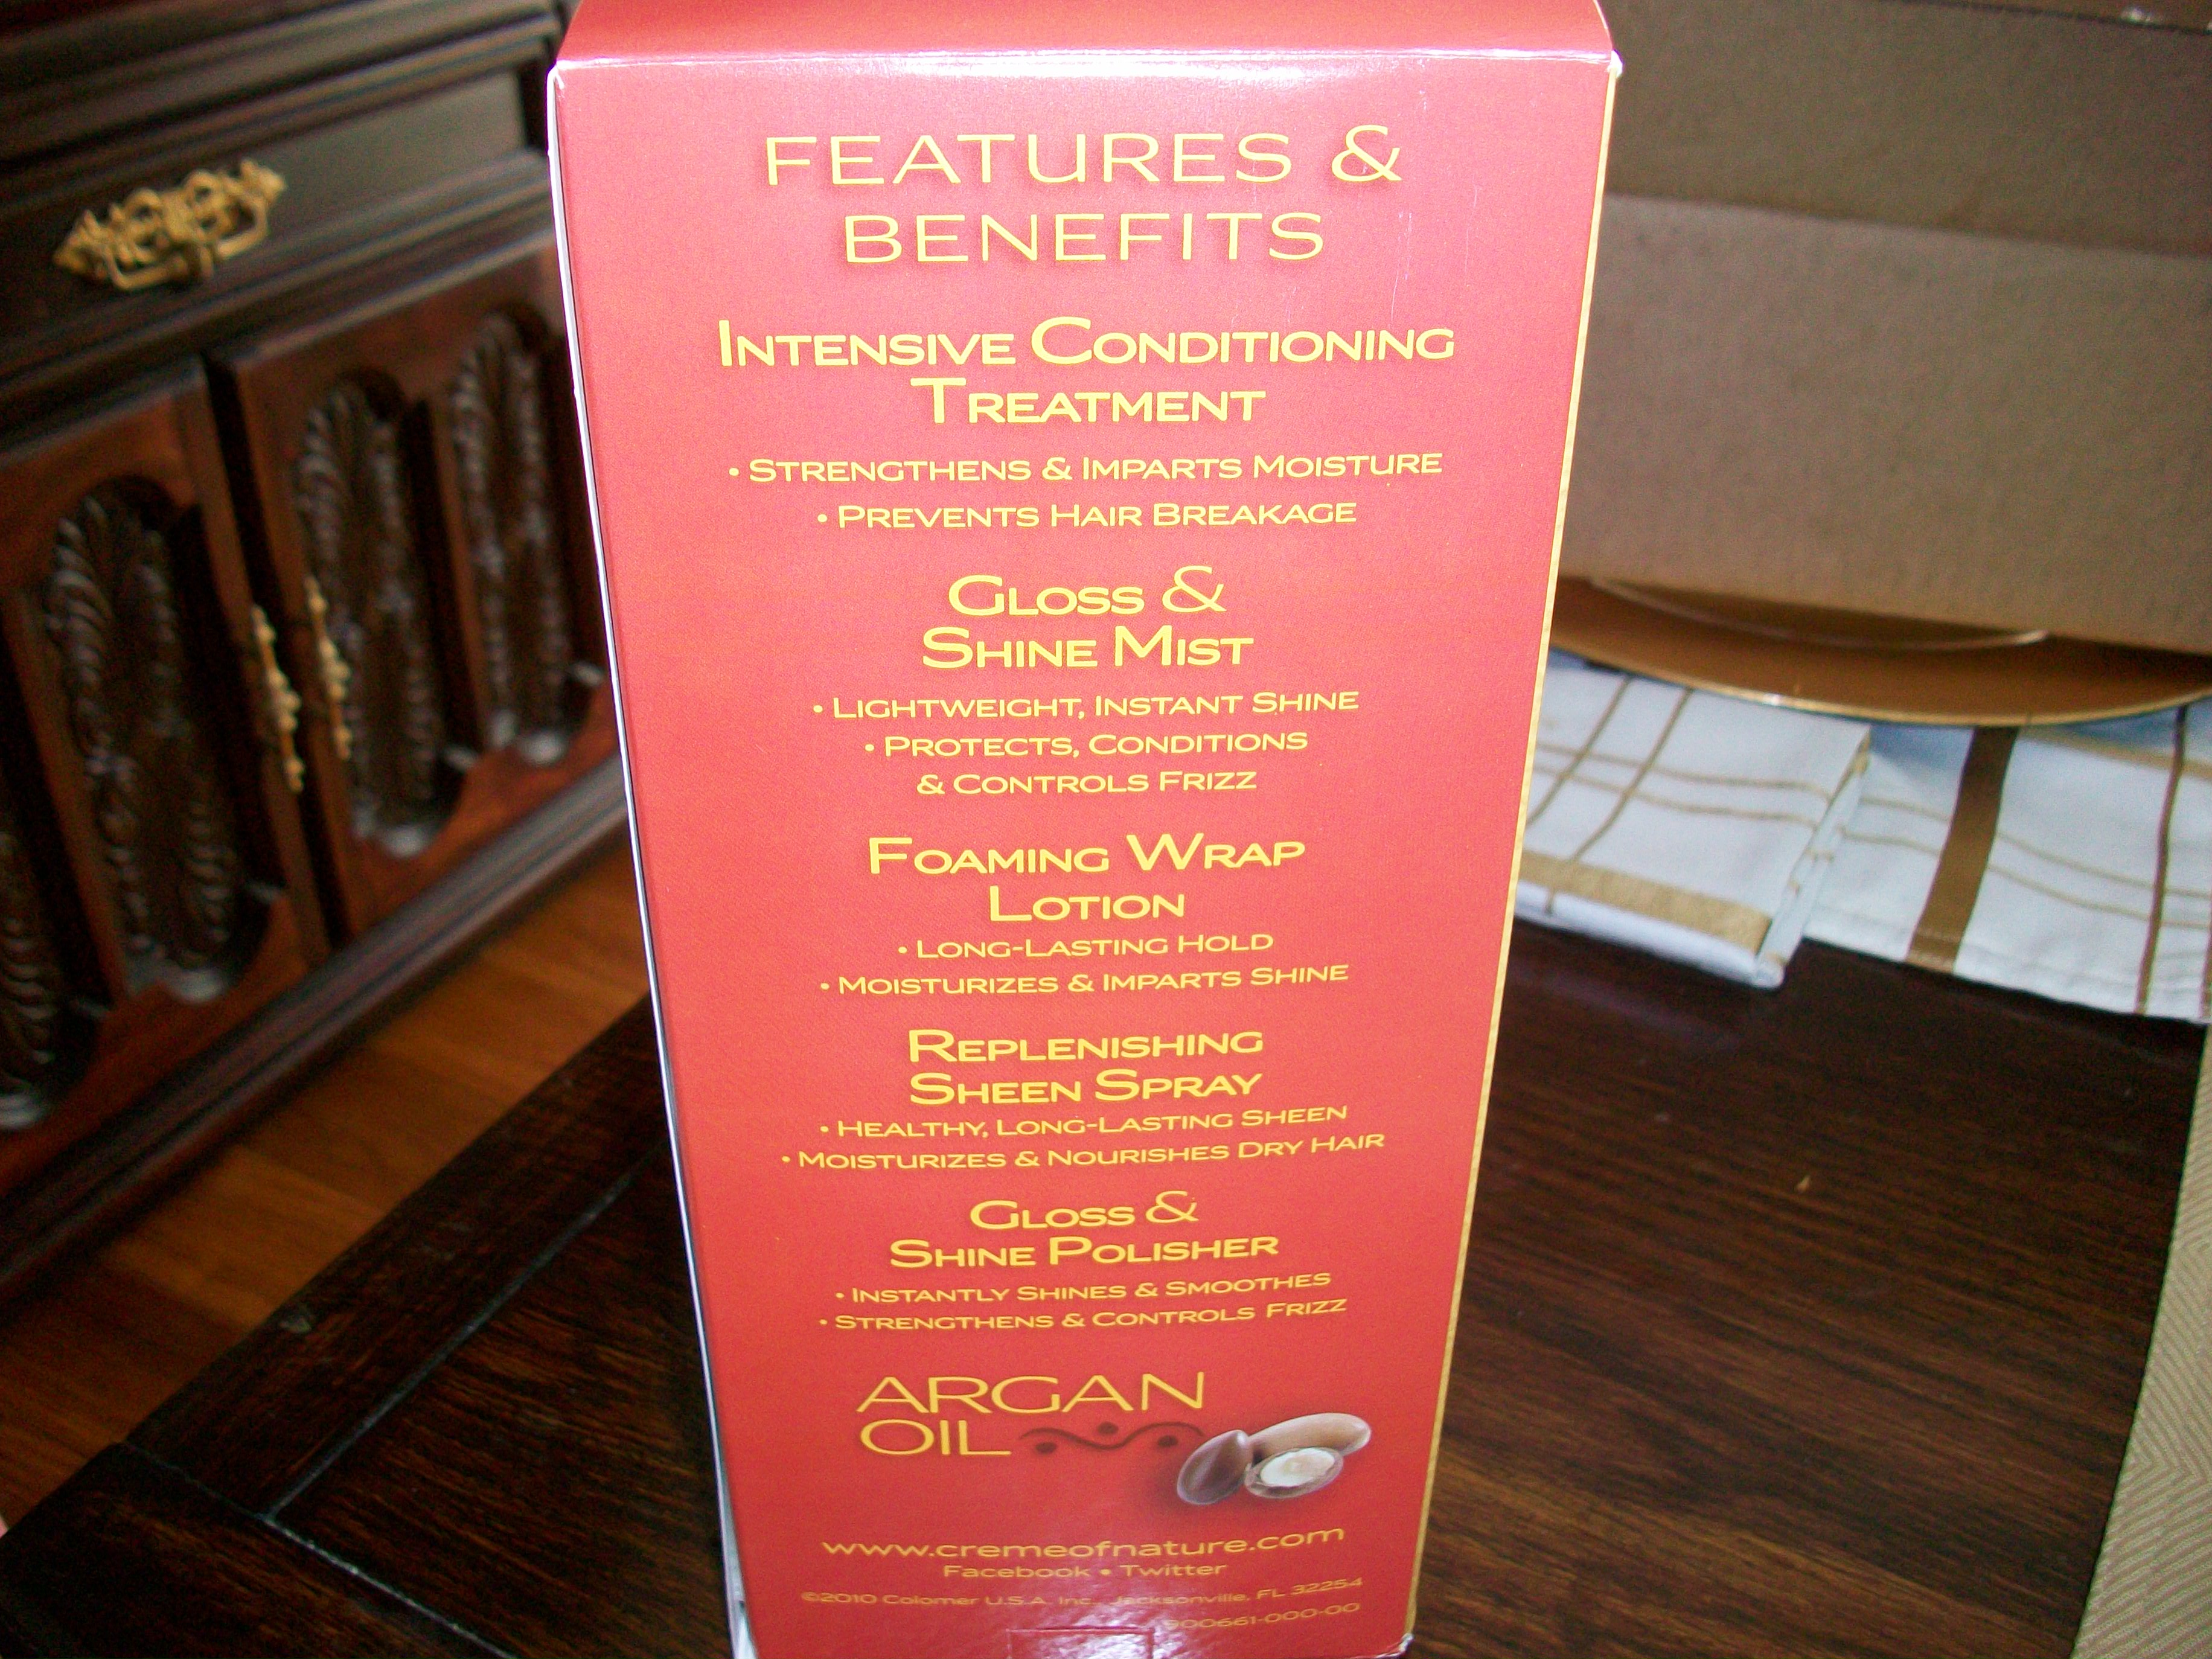 FEATURES &
BENEFITS
INTENSIVE CONDITIONING
TREATMENT
• STRENGTHENS & IMPARTS MOISTURE
• PREVENTS HAIR BREAKAGE
GLOSS &
SHINE MIST
• LIGHTWEIGHT, INSTANT SHINE
• PROTECTS, CONDITIONS
& CONTROLS FRIZZ
FOAMING WRAP
LOTION
• LONG-LASTING HOLD
• MOISTURIZES & IMPARTS SHINE
REPLENISHING
SHEEN SPRAY
• HEALTHY, LONG-LASTING SHEEN
• MOISTURIZES & NOURISHES DRY HAIR
GLOSS &
SHINE POLISHER
• INSTANTLY SHINES & SMOOTHES
• STRENGTHENS & CONTROLS FRIZZ
ARGAN
OIL
www.cremeofnature.com
Facebook • Twitter
©2010 Colomer U.S.A. Inc., Jacksonville, FL 32254